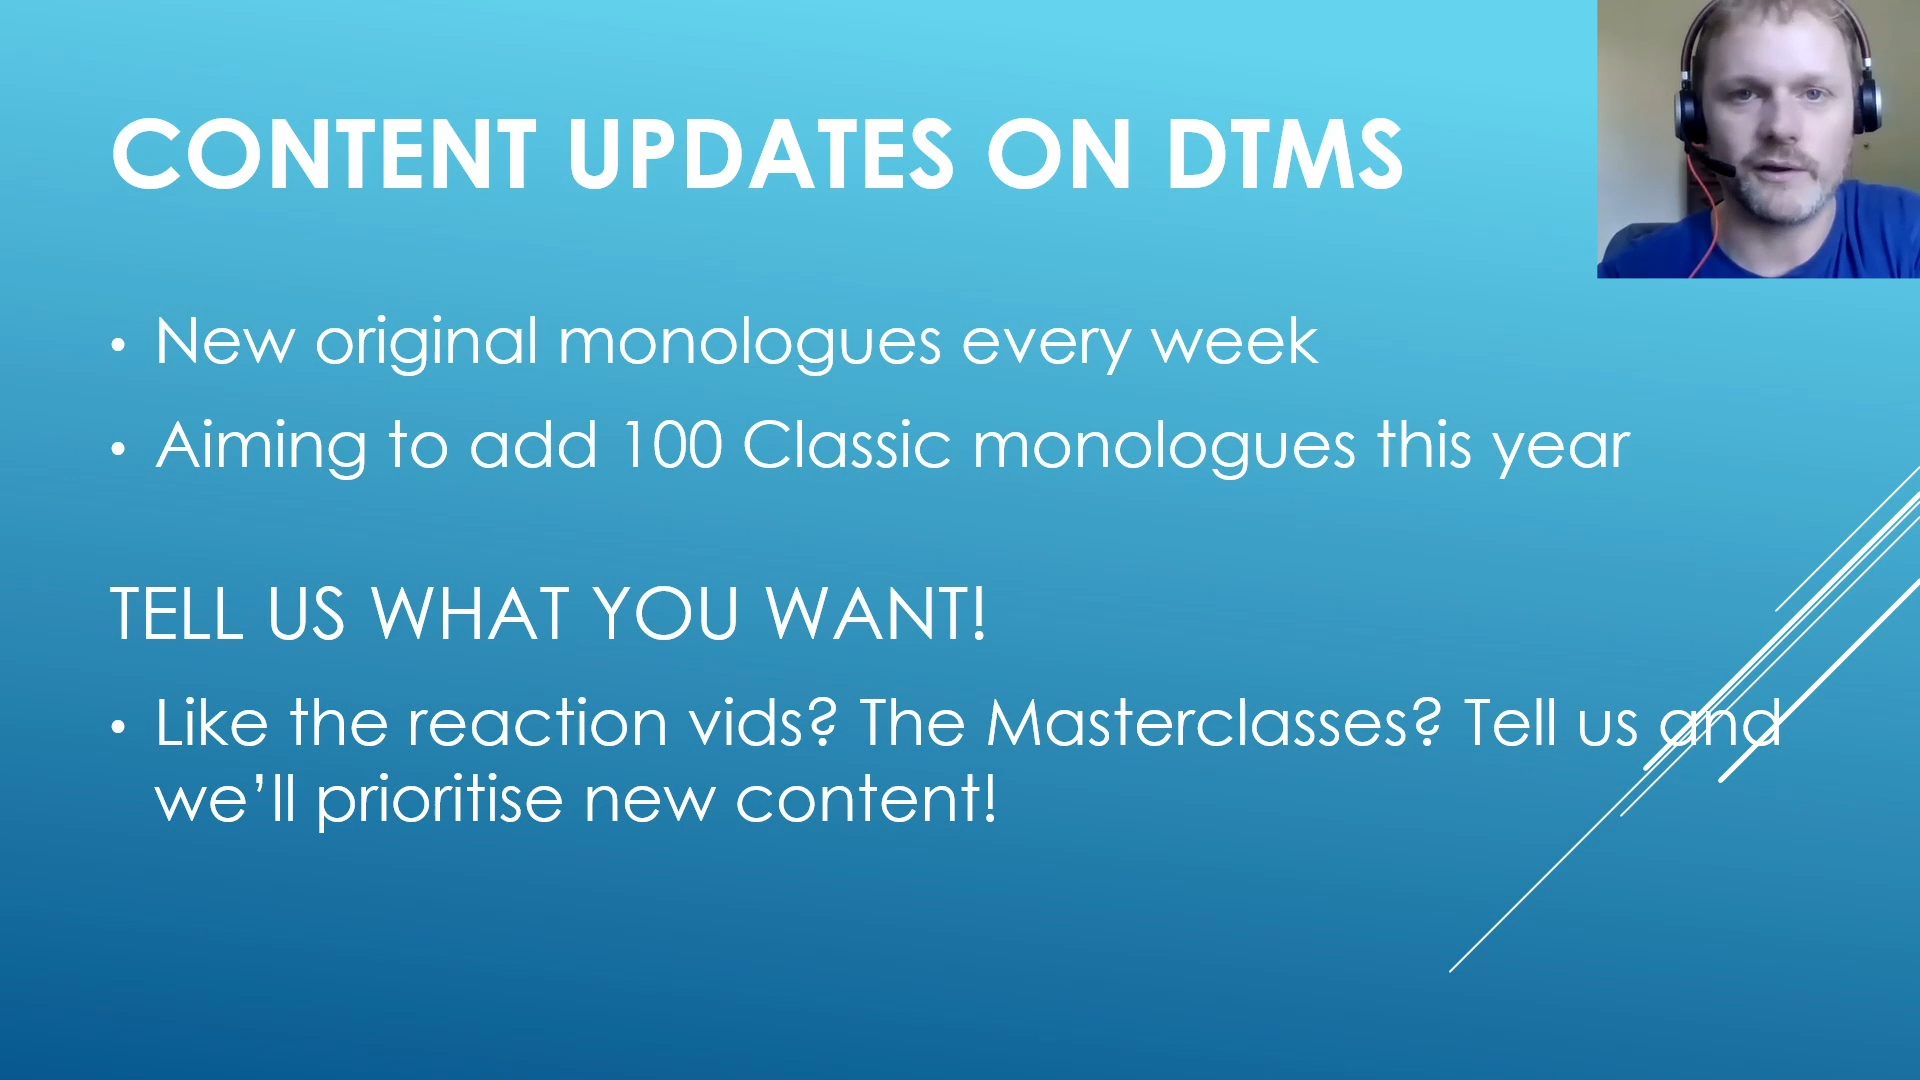 CONTENT UPDATES ON DTMS
• New original monologues every week
• Aiming to add 100 Classic monologues this year
TELL US WHAT YOU WANT!
• Like the reaction vids? The Masterclasses? Tell us and
we’ll prioritise new content!